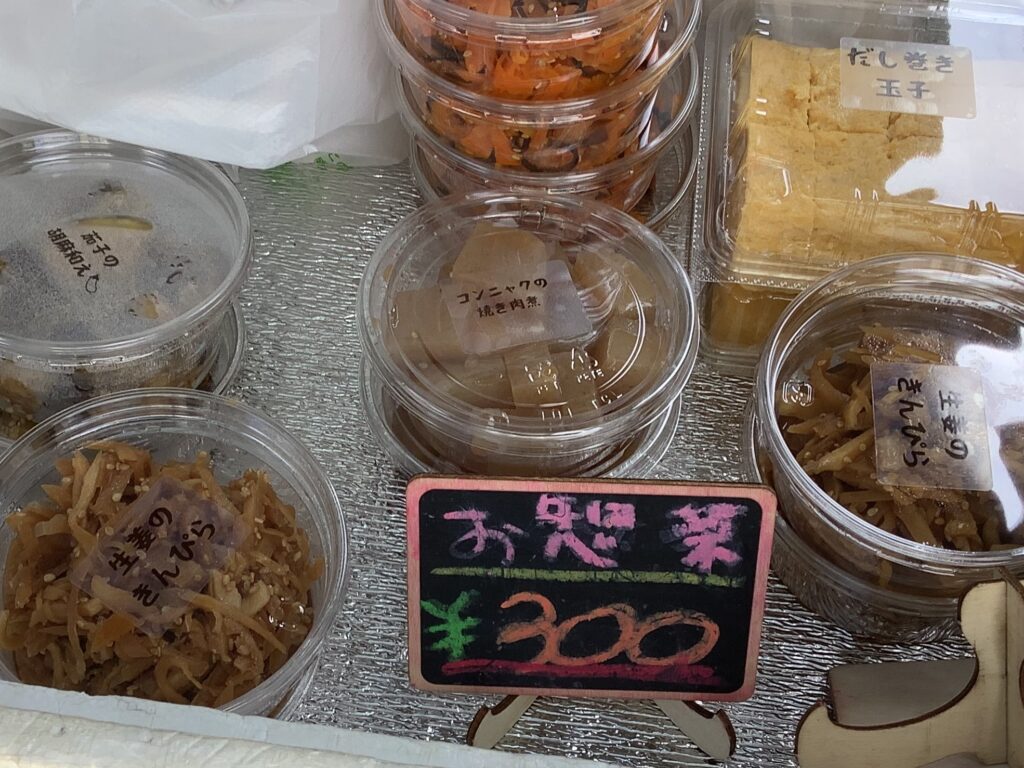 だし巻き
玉子
茄子の
胡麻和え
コンニャクの
焼き肉煮
生姜の
きんぴら
生姜の
きんぴら
お惣菜
¥300